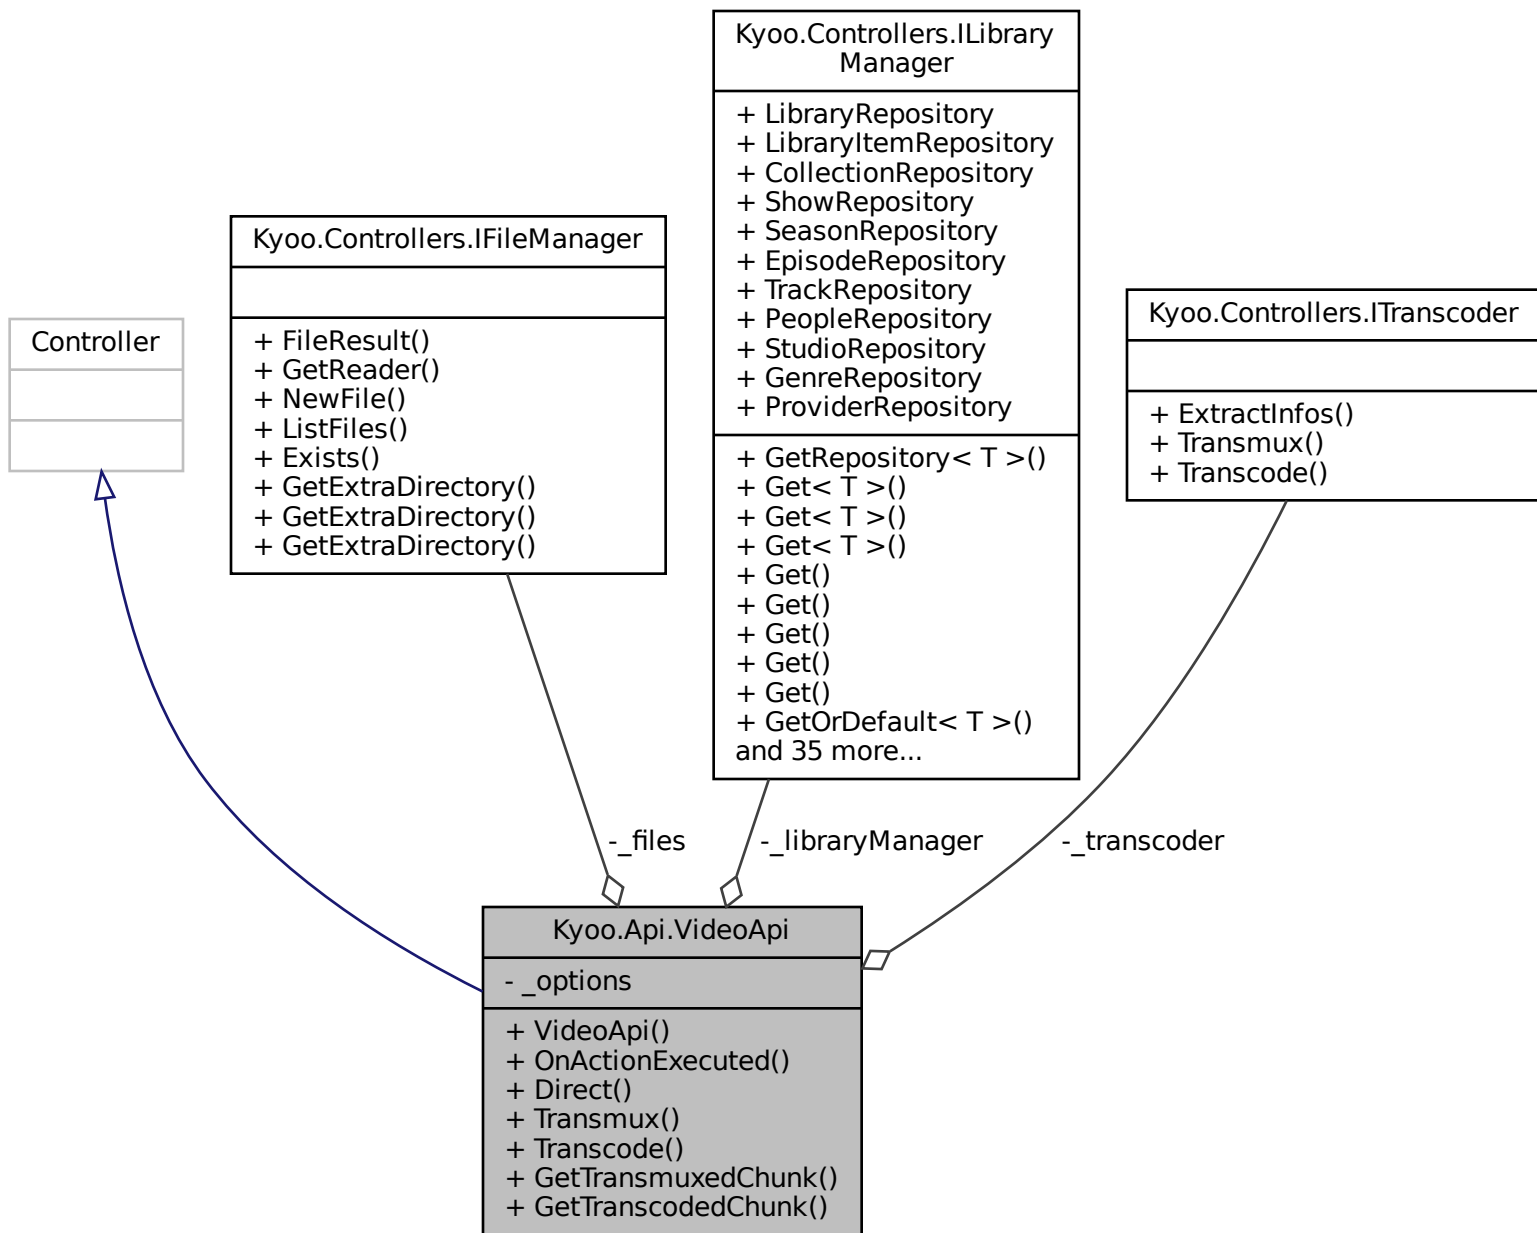 Kyoo.Controllers.ILibrary
Manager
+ LibraryRepository
+ LibraryItemRepository
+ CollectionRepository
+ ShowRepository
+ SeasonRepository
+ EpisodeRepository
+ TrackRepository
+ PeopleRepository
+ StudioRepository
+ GenreRepository
+ ProviderRepository
+ GetRepository< T >()
+ Get< T >()
+ Get< T >()
+ Get< T >()
+ Get()
+ Get()
+ Get()
+ Get()
+ Get()
+ GetOrDefault< T >()
and 35 more...
Kyoo.Controllers.IFileManager
+ FileResult()
+ GetReader()
+ NewFile()
+ ListFiles()
+ Exists()
+ GetExtraDirectory()
+ GetExtraDirectory()
+ GetExtraDirectory()
Kyoo.Controllers.ITranscoder
+ ExtractInfos()
+ Transmux()
+ Transcode()
Controller
-_files
-_libraryManager
-_transcoder
Kyoo.Api.VideoApi
- _options
+ VideoApi()
+ OnActionExecuted()
+ Direct()
+ Transmux()
+ Transcode()
+ GetTransmuxedChunk()
+ GetTranscodedChunk()